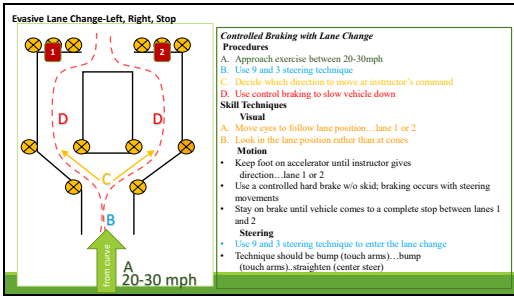 Evasive Lane Change-Left, Right, Stop
1
2
D
D
C
B
from curve
A
20-30 mph
Controlled Braking with Lane Change
Procedures
A. Approach exercise between 20-30mph
B. Use 9 and 3 steering technique
C. Decide which direction to move at instructor's command
D. Use control braking to slow vehicle down
Skill Techniques
Visual
A. Move eyes to follow lane position…lane 1 or 2
B. Look in the lane position rather than at cones
Motion
• Keep foot on accelerator until instructor gives
direction…lane 1 or 2
• Use a controlled hard brake w/o skid; braking occurs with steering
movements
• Stay on brake until vehicle comes to a complete stop between lanes 1
and 2
Steering
• Use 9 and 3 steering technique to enter the lane change
• Technique should be bump (touch arms)…bump
(touch arms)..straighten (center steer)